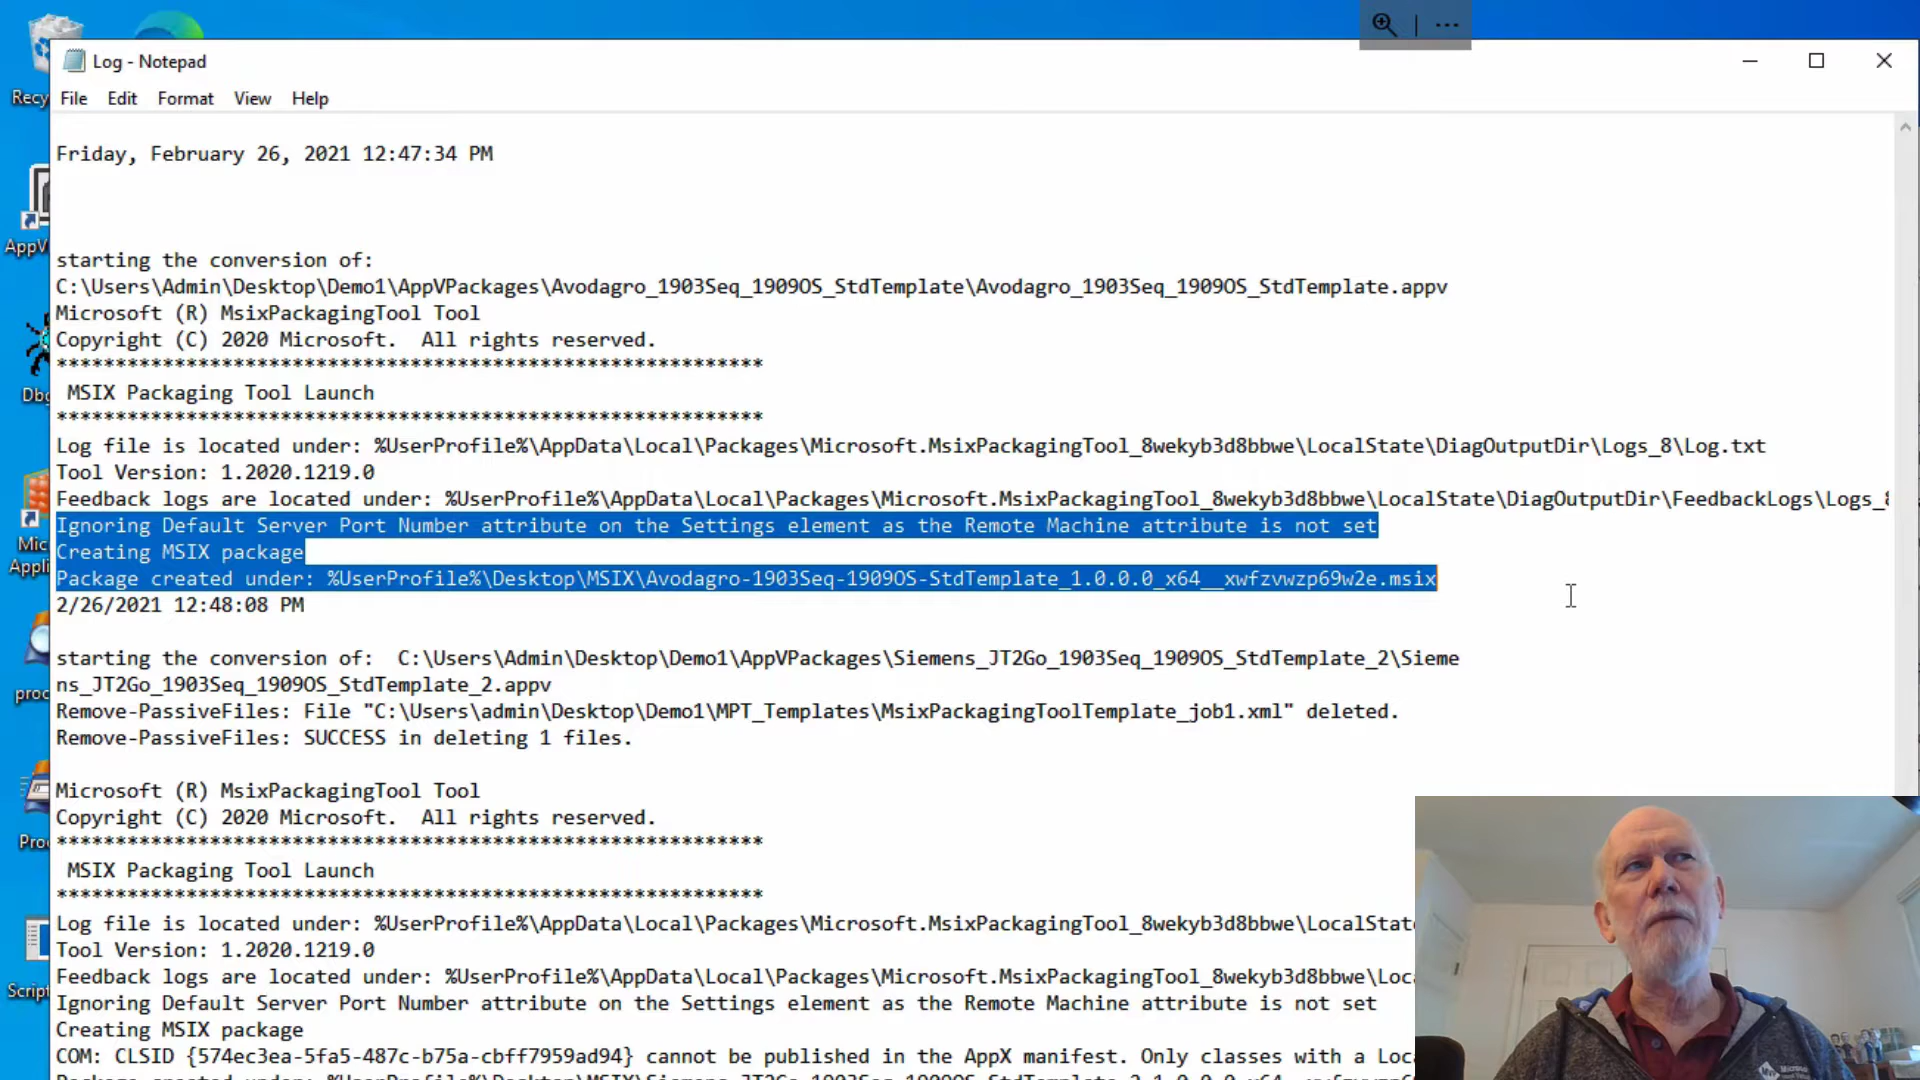 Log - Notepad
File Edit Format View Help
Friday, February 26, 2021 12:47:34 PM
starting the conversion of:
C:\Users\Admin\Desktop\Demo1\AppVPackages\Avodagro_1903Seq_1909OS_StdTemplate\Avodagro_1903Seq_1909OS_StdTemplate.appv
Microsoft (R) MsixPackagingTool Tool
Copyright (C) 2020 Microsoft.  All rights reserved.
************************************************************
MSIX Packaging Tool Launch
************************************************************
Log file is located under: %UserProfile%\AppData\Local\Packages\Microsoft.MsixPackagingTool_8wekyb3d8bbwe\LocalState\DiagOutputDir\Logs_8\Log.txt
Tool Version: 1.2020.1219.0
Feedback logs are located under: %UserProfile%\AppData\Local\Packages\Microsoft.MsixPackagingTool_8wekyb3d8bbwe\LocalState\DiagOutputDir\FeedbackLogs\Logs_8
Ignoring Default Server Port Number attribute on the Settings element as the Remote Machine attribute is not set
Creating MSIX package
Package created under: %UserProfile%\Desktop\MSIX\Avodagro-1903Seq-1909OS-StdTemplate_1.0.0.0_x64__xwfzvwzp69w2e.msix
2/26/2021 12:48:08 PM
starting the conversion of:  C:\Users\Admin\Desktop\Demo1\AppVPackages\Siemens_JT2Go_1903Seq_1909OS_StdTemplate_2\Sieme
ns_JT2Go_1903Seq_1909OS_StdTemplate_2.appv
Remove-PassiveFiles: File "C:\Users\admin\Desktop\Demo1\MPT_Templates\MsixPackagingToolTemplate_job1.xml" deleted.
Remove-PassiveFiles: SUCCESS in deleting 1 files.
Microsoft (R) MsixPackagingTool Tool
Copyright (C) 2020 Microsoft.  All rights reserved.
************************************************************
MSIX Packaging Tool Launch
************************************************************
Log file is located under: %UserProfile%\AppData\Local\Packages\Microsoft.MsixPackagingTool_8wekyb3d8bbwe\LocalState
Tool Version: 1.2020.1219.0
Feedback logs are located under: %UserProfile%\AppData\Local\Packages\Microsoft.MsixPackagingTool_8wekyb3d8bbwe\Loc
Ignoring Default Server Port Number attribute on the Settings element as the Remote Machine attribute is not set
Creating MSIX package
COM: CLSID {574ec3ea-5fa5-487c-b75a-cbff7959ad94} cannot be published in the AppX manifest. Only classes with a Loc
Recy
AppV
Dbg
Mic
Appli
proc
Proc
Script